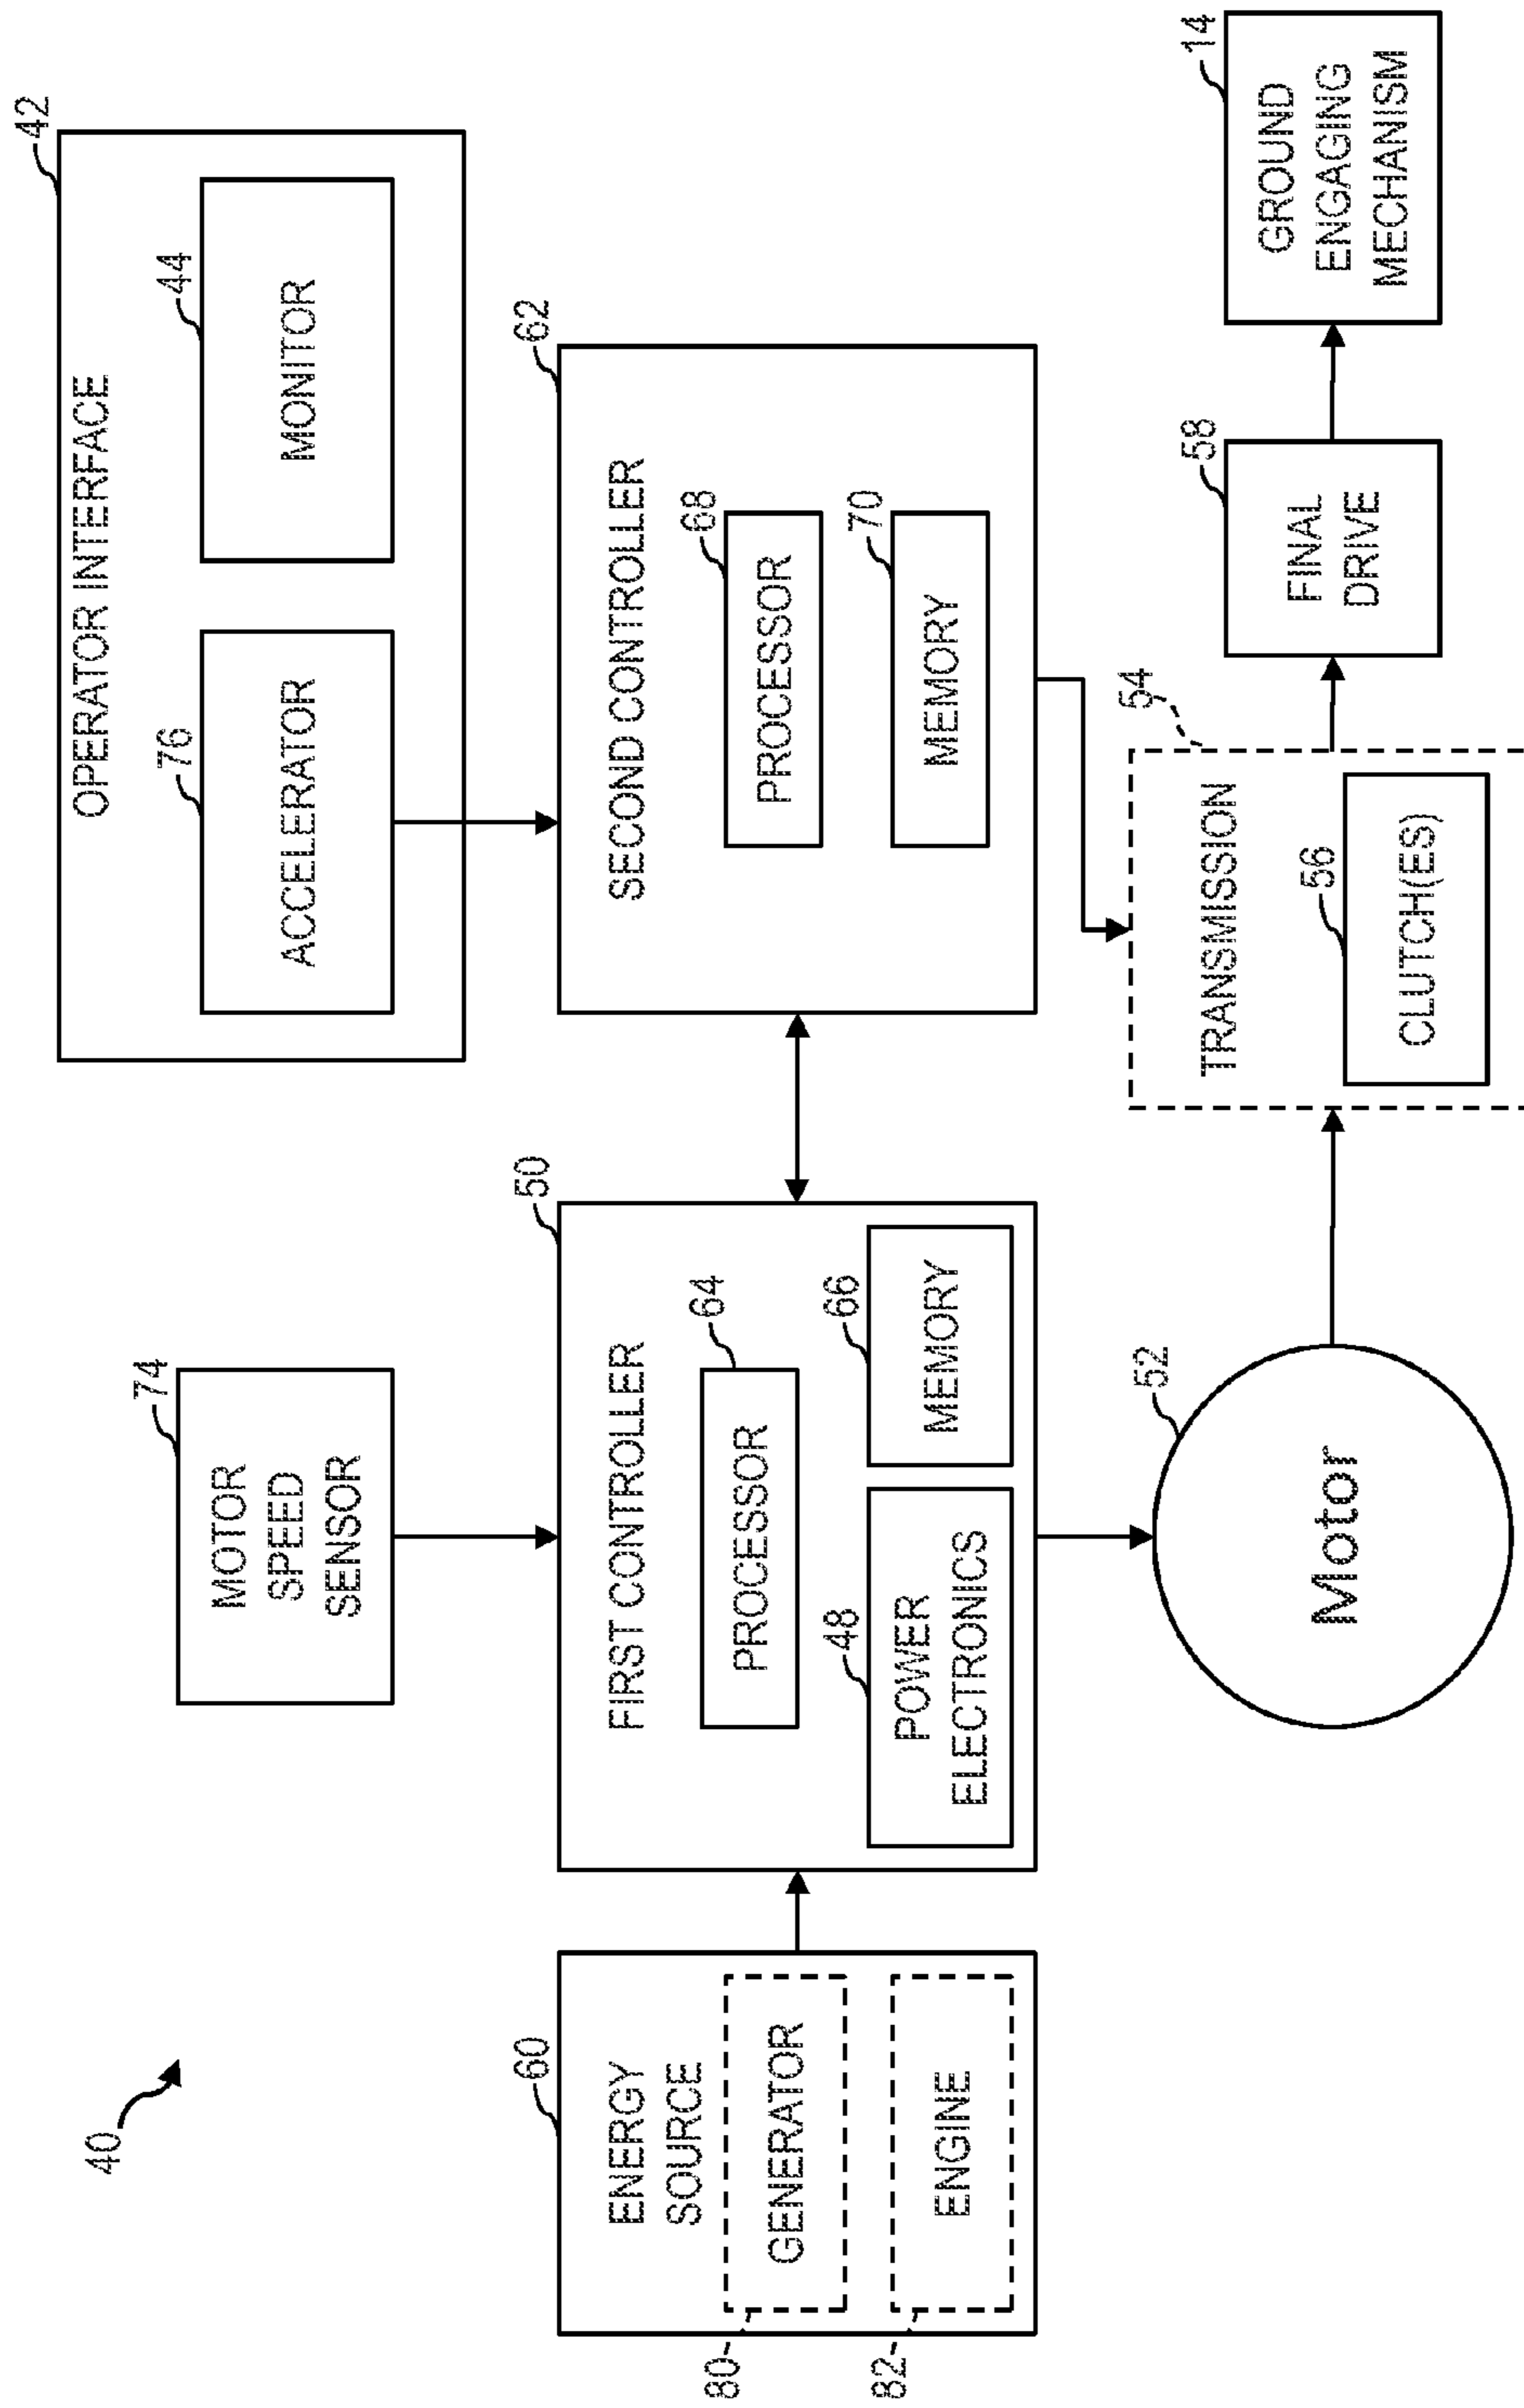 40
OPERATOR INTERFACE
42
ACCELERATOR
76
MONITOR
44
MOTOR
SPEED
SENSOR
74
ENERGY
SOURCE
60
GENERATOR
80
ENGINE
82
FIRST CONTROLLER
50
PROCESSOR
64
POWER
ELECTRONICS
48
MEMORY
66
SECOND CONTROLLER
62
PROCESSOR
68
MEMORY
70
Motor
52
TRANSMISSION
54
CLUTCH(ES)
56
FINAL
DRIVE
58
GROUND
ENGAGING
MECHANISM
14